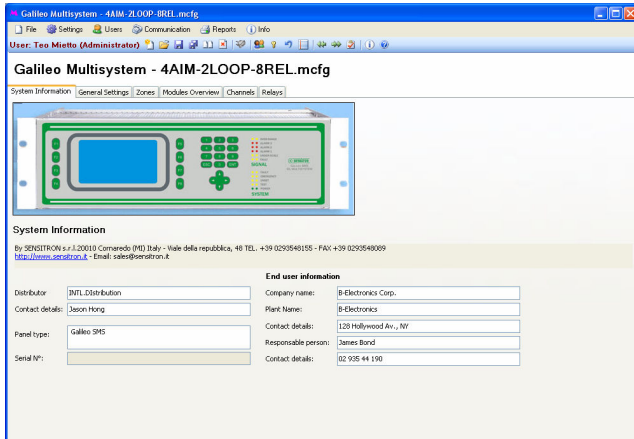 Galileo Multisystem - 4AIM-2LOOP-8REL.mcfg
File Settings Users Communication Reports Info
User: Teo Mietto (Administrator)
Galileo Multisystem - 4AIM-2LOOP-8REL.mcfg
System Information General Settings Zones Modules Overview Channels Relays
SIGNAL
SYSTEM
System Information
By SENSITRON s.r.l.20010 Cornaredo (MI) Italy - Viale della repubblica, 48 TEL. +39 0293548155 - FAX +39 0293548089
http://www.sensitron.it - Email: sales@sensitron.it
End user information
Distributor INTL.DIstribution Company name: B-Electronics Corp.
Plant Name: B-Electronics
Contact details: Jason Hong
Contact details: 128 Hollywood Av., NY
Panel type: Galileo SMS
Responsable person: James Bond
Serial N°:
Contact details: 02 935 44 190